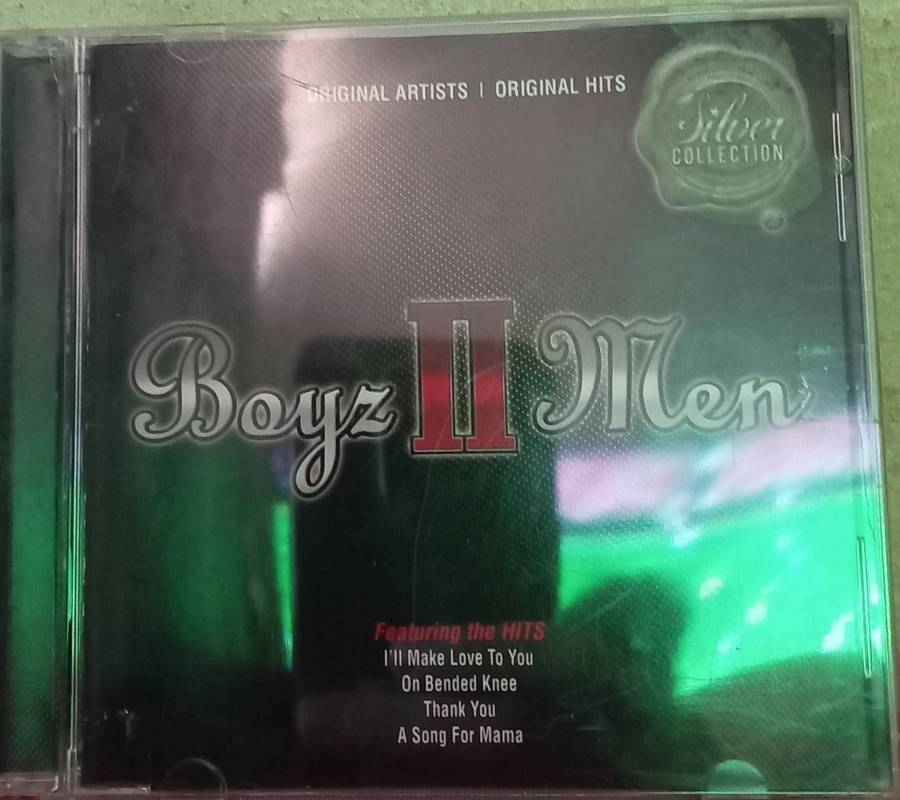 ORIGINAL ARTISTS | ORIGINAL HITS
Silver
COLLECTION
Boyz II Men
Featuring the HITS
I'll Make Love To You
On Bended Knee
Thank You
A Song For Mama